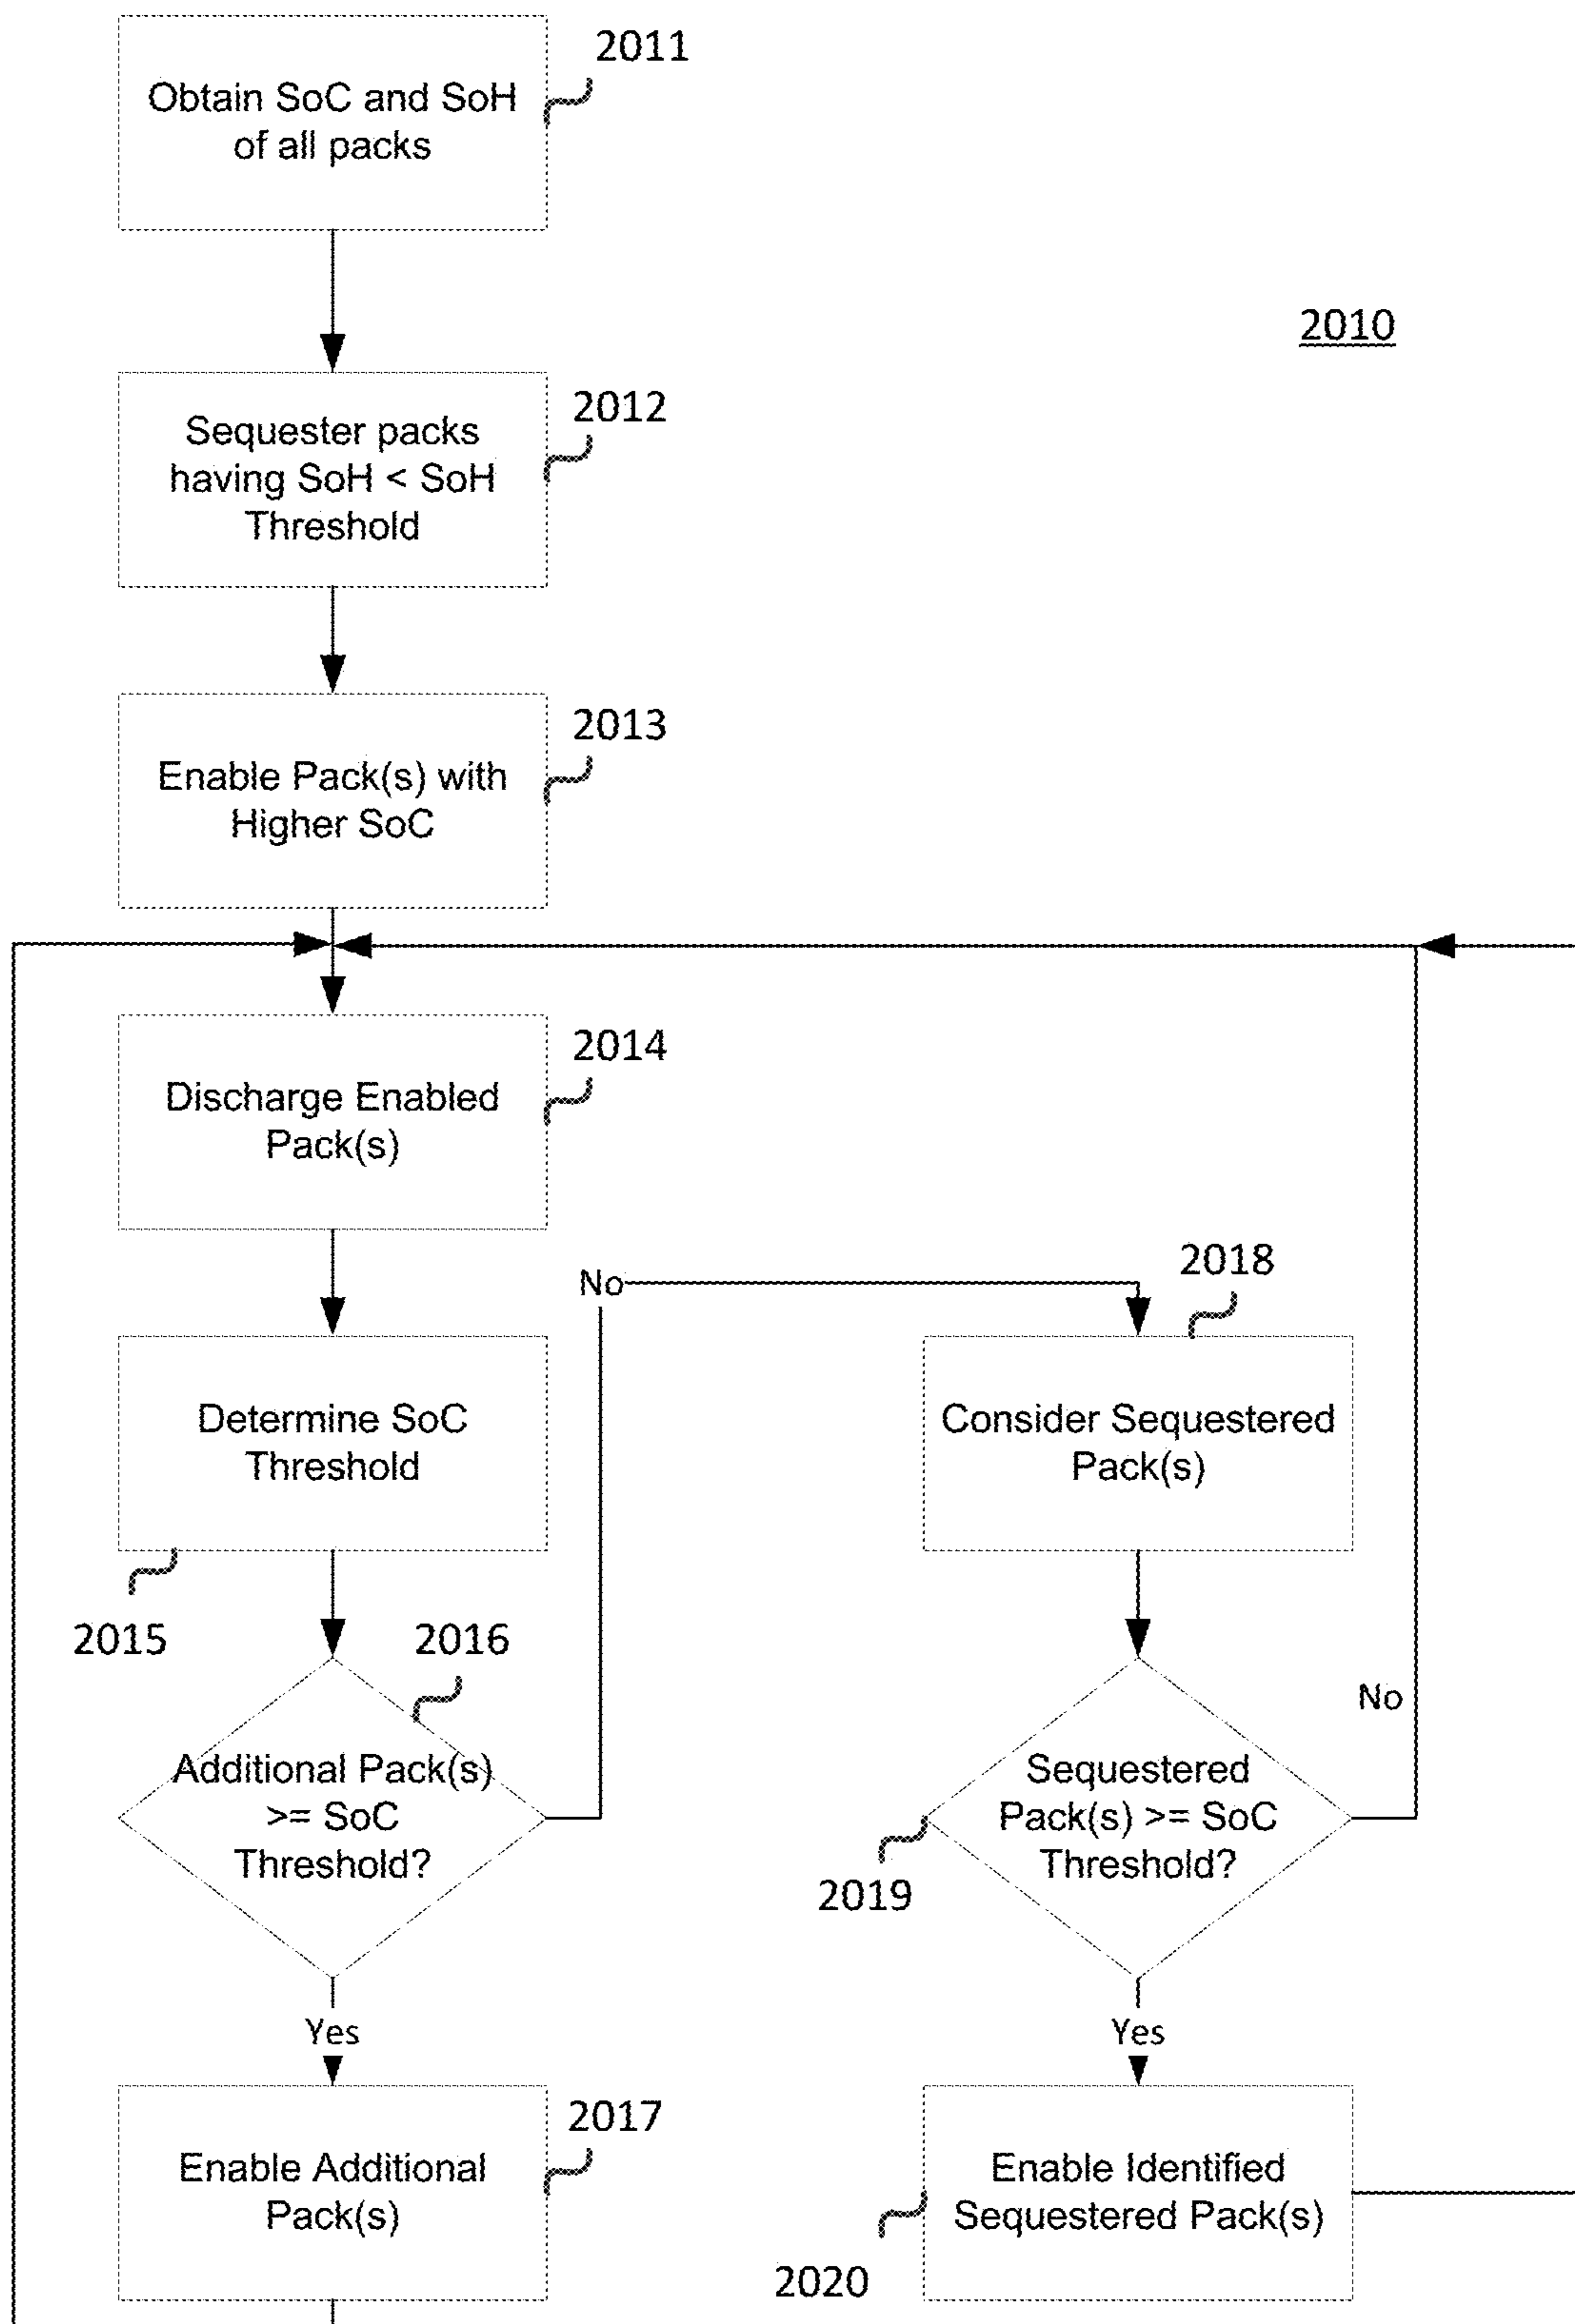 2011
Obtain SoC and SoH
of all packs
2010
2012
Sequester packs
having SoH < SoH
Threshold
2013
Enable Pack(s) with
Higher SoC
2014
Discharge Enabled
Pack(s)
No
2018
Determine SoC
Threshold
Consider Sequestered
Pack(s)
2015
2016
No
Additional Pack(s)
>= SoC
Threshold?
Sequestered
Pack(s) >= SoC
Threshold?
2019
Yes
Yes
2017
Enable Additional
Pack(s)
Enable Identified
Sequestered Pack(s)
2020